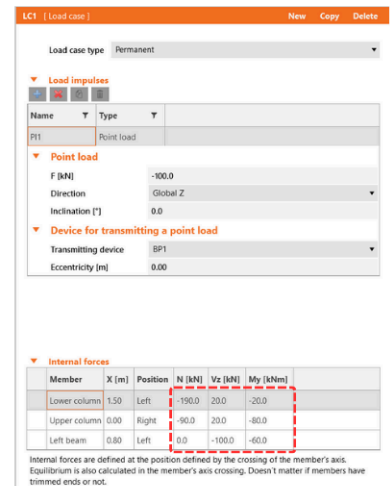 LC1 [Load case] New Copy Delete
Load case type Permanent
Load impulses
Name Type
PI1 Point load
Point load
F [kN] -100.0
Direction Global Z
Inclination [°] 0.0
Device for transmitting a point load
Transmitting device BP1
Eccentricity [m] 0.00
Internal forces
Member X [m] Position N [kN] Vz [kN] My [kNm]
Lower column 1.50 Left -190.0 20.0 -20.0
Upper column 0.00 Right -90.0 20.0 -80.0
Left beam 0.80 Left 0.0 -100.0 -60.0
Internal forces are defined at the position defined by the crossing of the member's axis.
Equilibrium is also calculated in the member's axis crossing. Doesn't matter if members have
trimmed ends or not.